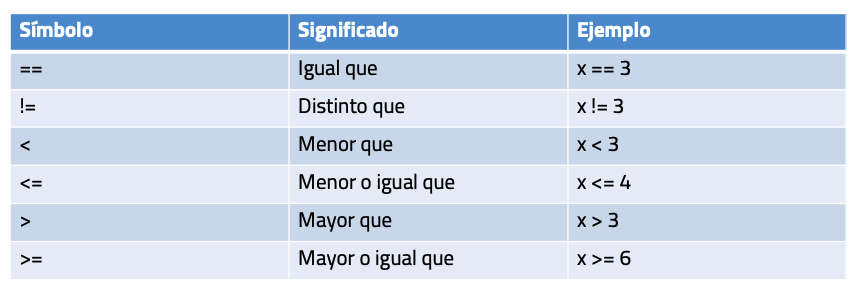 Símbolo Significado Ejemplo
== Igual que x == 3
!= Distinto que x != 3
< Menor que x < 3
<= Menor o igual que x <= 4
> Mayor que x > 3
>= Mayor o igual que x >= 6